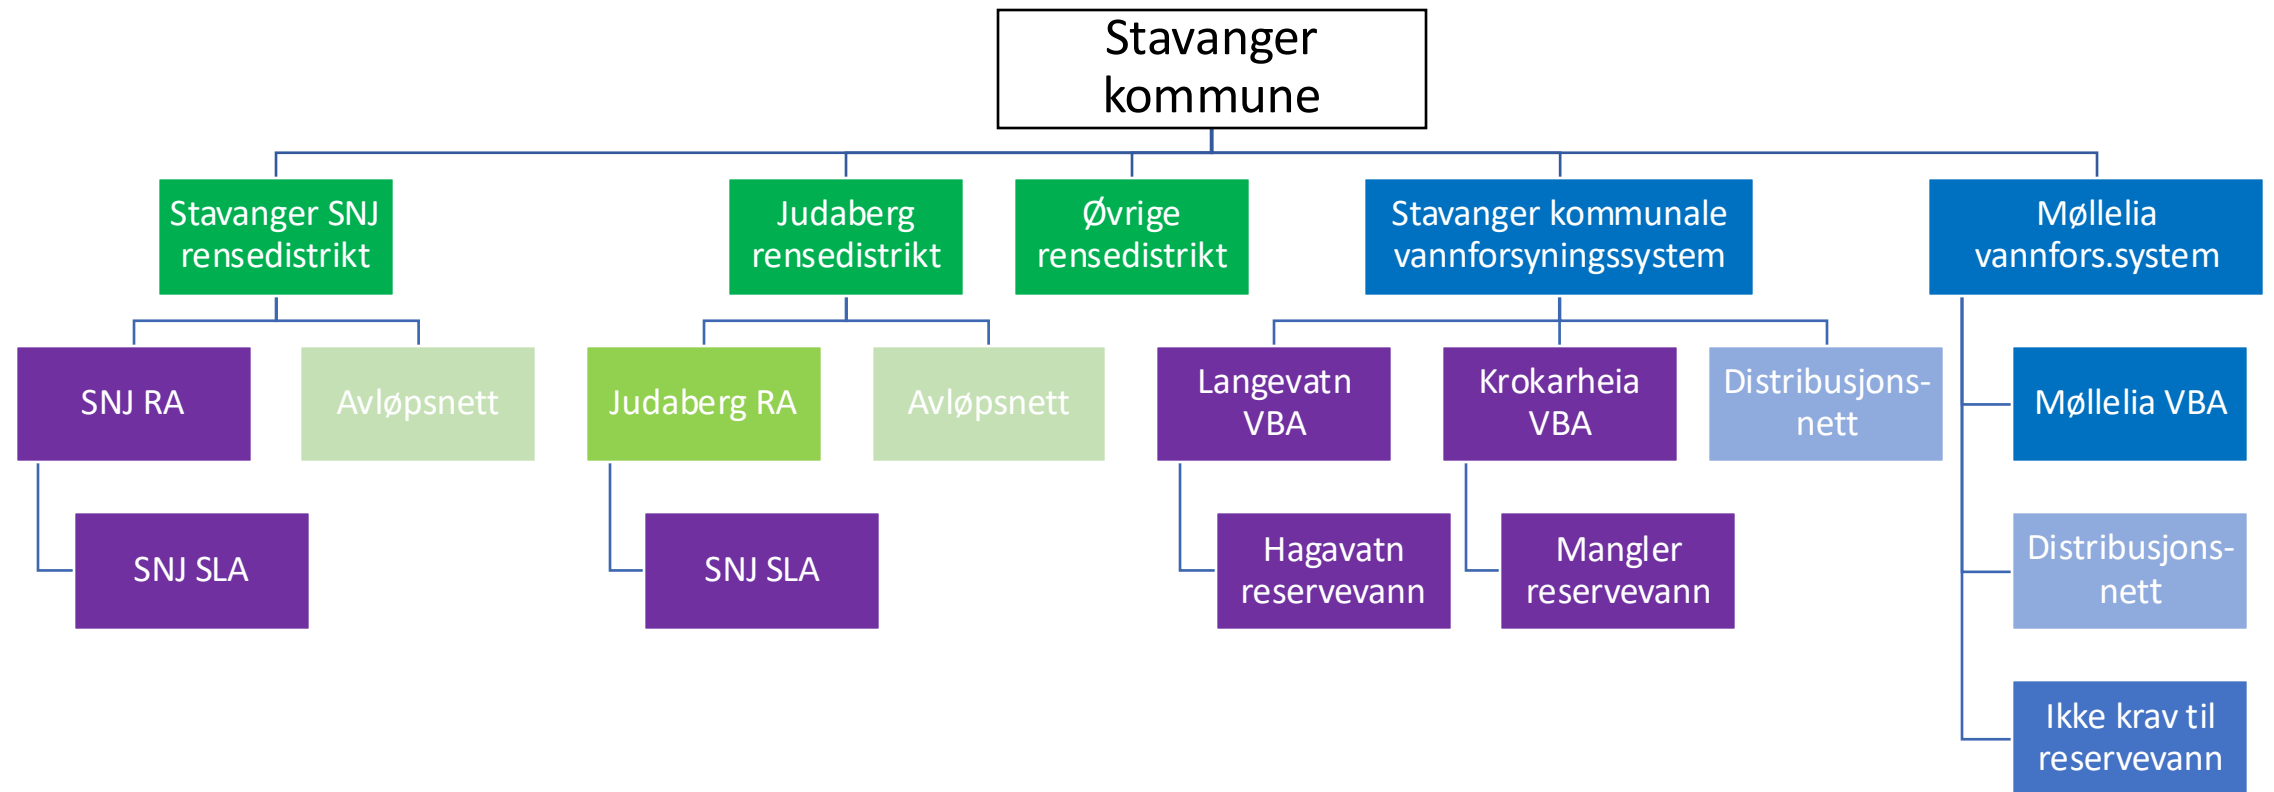 Stavanger
kommune
Stavanger SNJ
rensedistrikt
Judaberg
rensedistrikt
Øvrige
rensedistrikt
Stavanger kommunale
vannforsyningssystem
Møllelia
vannfors.system
SNJ RA
Avløpsnett
Judaberg RA
Avløpsnett
Langevatn
VBA
Krokarheia
VBA
Distribusjons-
nett
Møllelia VBA
SNJ SLA
SNJ SLA
Hagavatn
reservevann
Mangler
reservevann
Distribusjons-
nett
Ikke krav til
reservevann